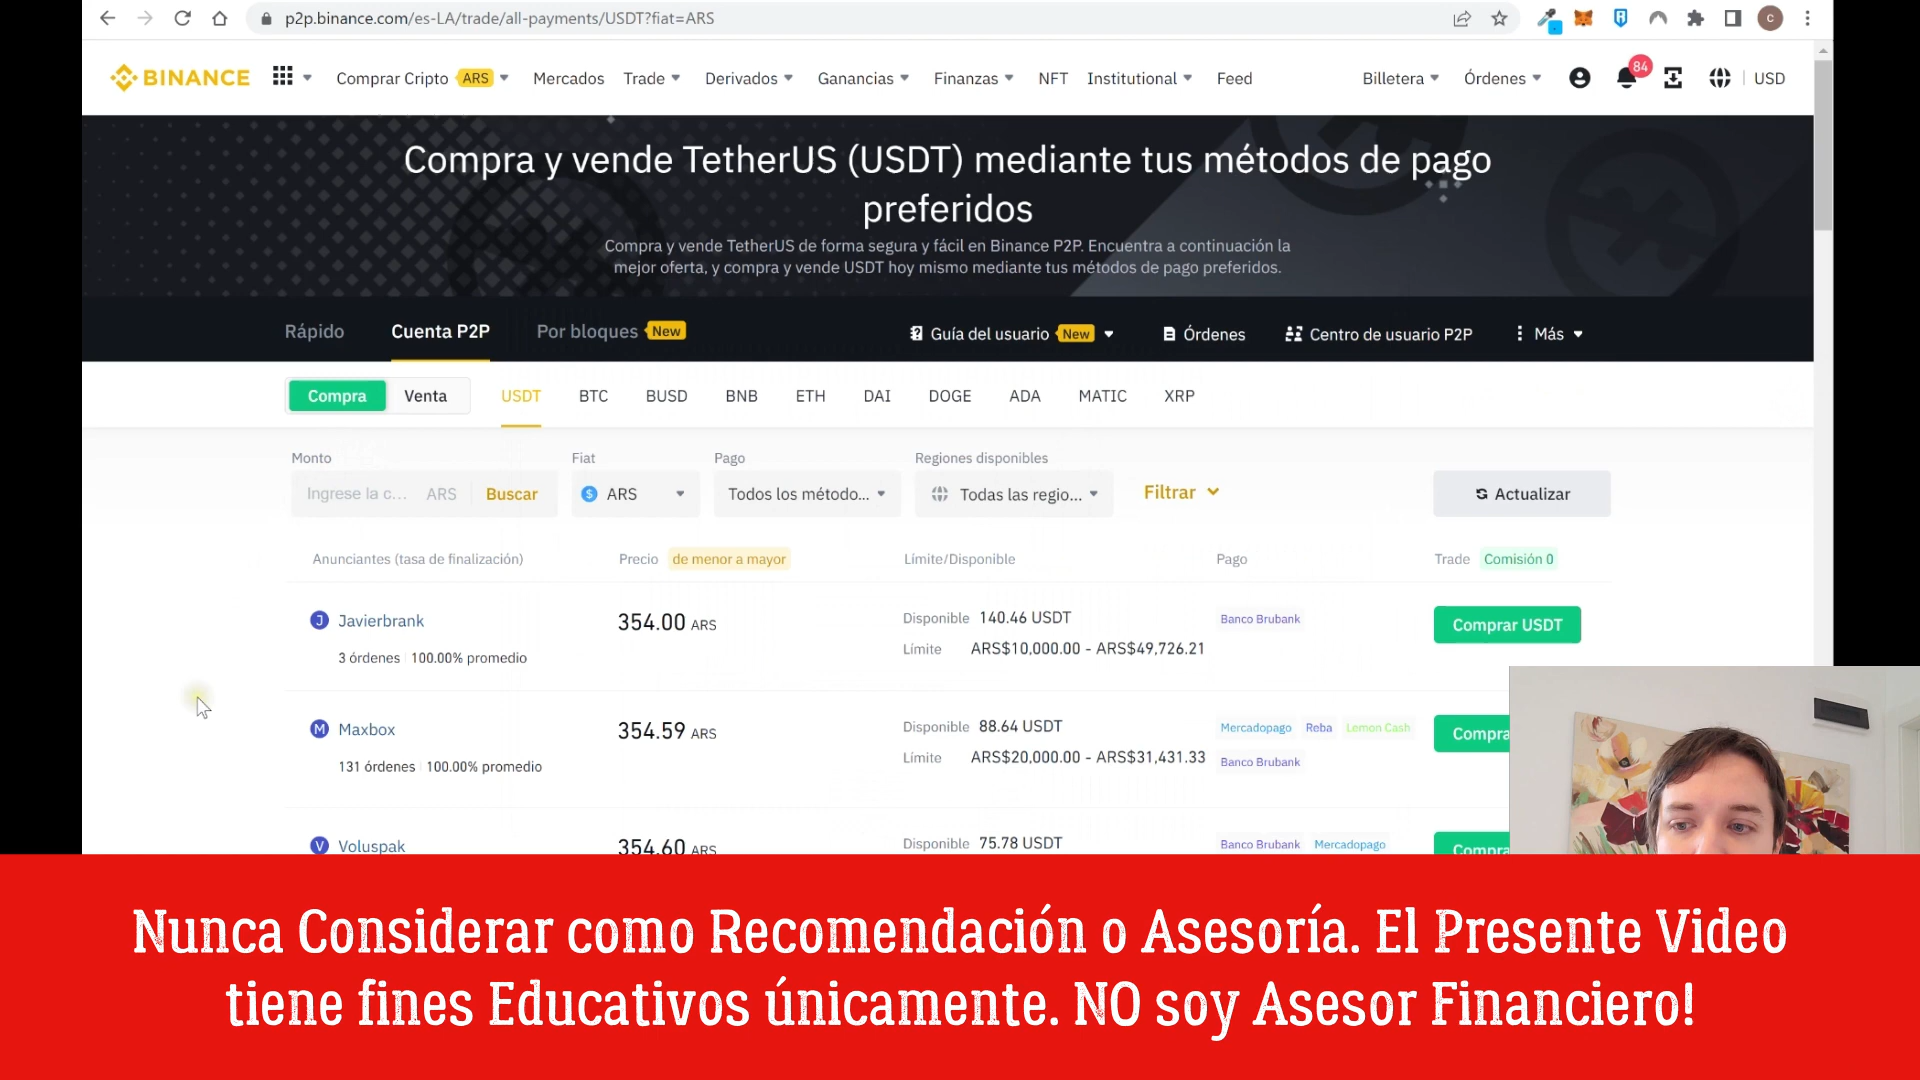 p2p.binance.com/es-LA/trade/all-payments/USDT?fiat=ARS
BINANCE Comprar Cripto ARS Mercados Trade Derivados Ganancias Finanzas NFT Institutional Feed Billetera Órdenes 84 USD
Compra y vende TetherUS (USDT) mediante tus métodos de pago
preferidos
Compra y vende TetherUS de forma segura y fácil en Binance P2P. Encuentra a continuación la
mejor oferta, y compra y vende USDT hoy mismo mediante tus métodos de pago preferidos.
Rápido Cuenta P2P Por bloques New Guía del usuario New Órdenes Centro de usuario P2P Más
Compra Venta USDT BTC BUSD BNB ETH DAI DOGE ADA MATIC XRP
Monto Fiat Pago Regiones disponibles
Ingrese la c... ARS Buscar $ ARS Todos los método... Todas las regio... Filtrar Actualizar
Anunciantes (tasa de finalización) Precio de menor a mayor Límite/Disponible Pago Trade Comisión 0
J Javierbrank 354.00 ARS Disponible 140.46 USDT Banco Brubank Comprar USDT
3 órdenes 100.00% promedio Límite ARS$10,000.00 - ARS$49,726.21
M Maxbox 354.59 ARS Disponible 88.64 USDT Mercadopago Reba Lemon Cash Compra
131 órdenes 100.00% promedio Límite ARS$20,000.00 - ARS$31,431.33 Banco Brubank
V Voluspak 354.60 ARS Disponible 75.78 USDT Banco Brubank Mercadopago Compra
Nunca Considerar como Recomendación o Asesoría. El Presente Video
tiene fines Educativos únicamente. NO soy Asesor Financiero!